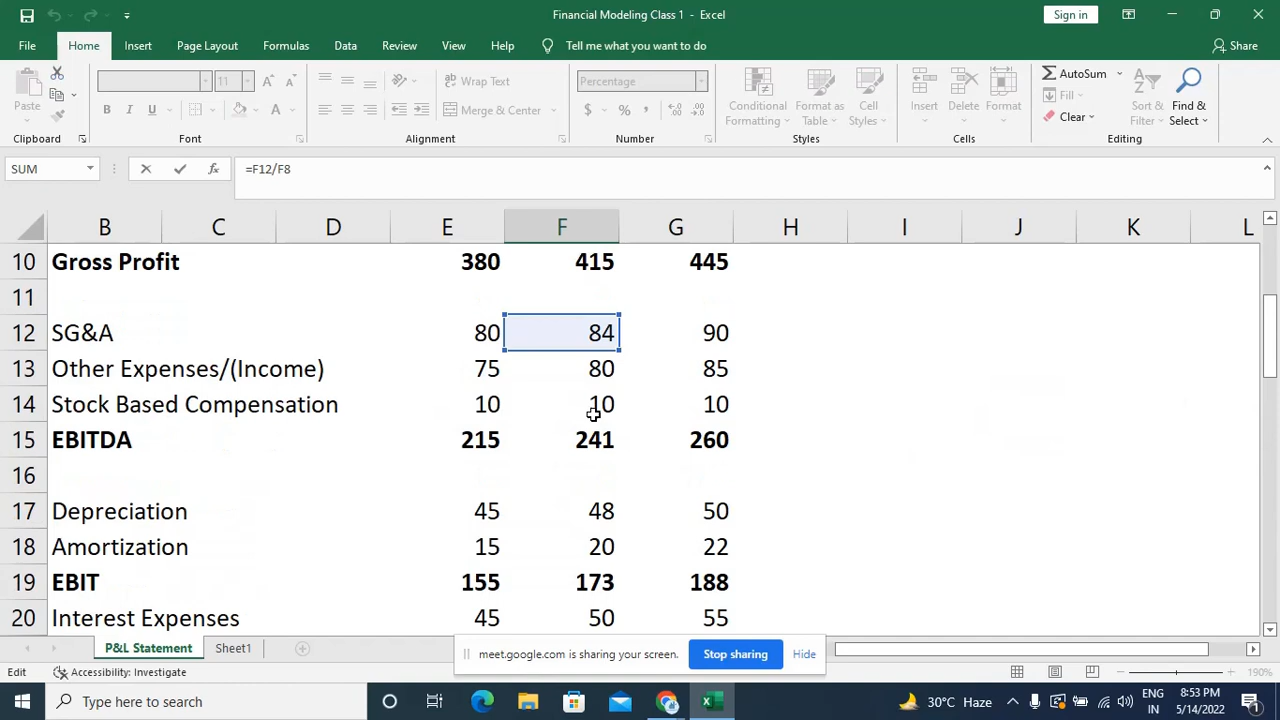 Financial Modeling Class 1 - Excel
Sign in
File Home Insert Page Layout Formulas Data Review View Help Tell me what you want to do Share
Paste
11
Wrap Text
Merge & Center
Percentage
Conditional Formatting
Format as Table
Cell Styles
Insert Delete Format
AutoSum
Fill
Clear
Sort & Filter
Find & Select
Clipboard Font Alignment Number Styles Cells Editing
SUM =F12/F8
B C D E F G H I J K L
10 Gross Profit 380 415 445
11
12 SG&A 80 84 90
13 Other Expenses/(Income) 75 80 85
14 Stock Based Compensation 10 10 10
15 EBITDA 215 241 260
16
17 Depreciation 45 48 50
18 Amortization 15 20 22
19 EBIT 155 173 188
20 Interest Expenses 45 50 55
P&L Statement Sheet1
meet.google.com is sharing your screen. Stop sharing Hide
Edit Accessibility: Investigate 190%
Type here to search
30°C Haze
ENG
IN
8:53 PM
5/14/2022
1